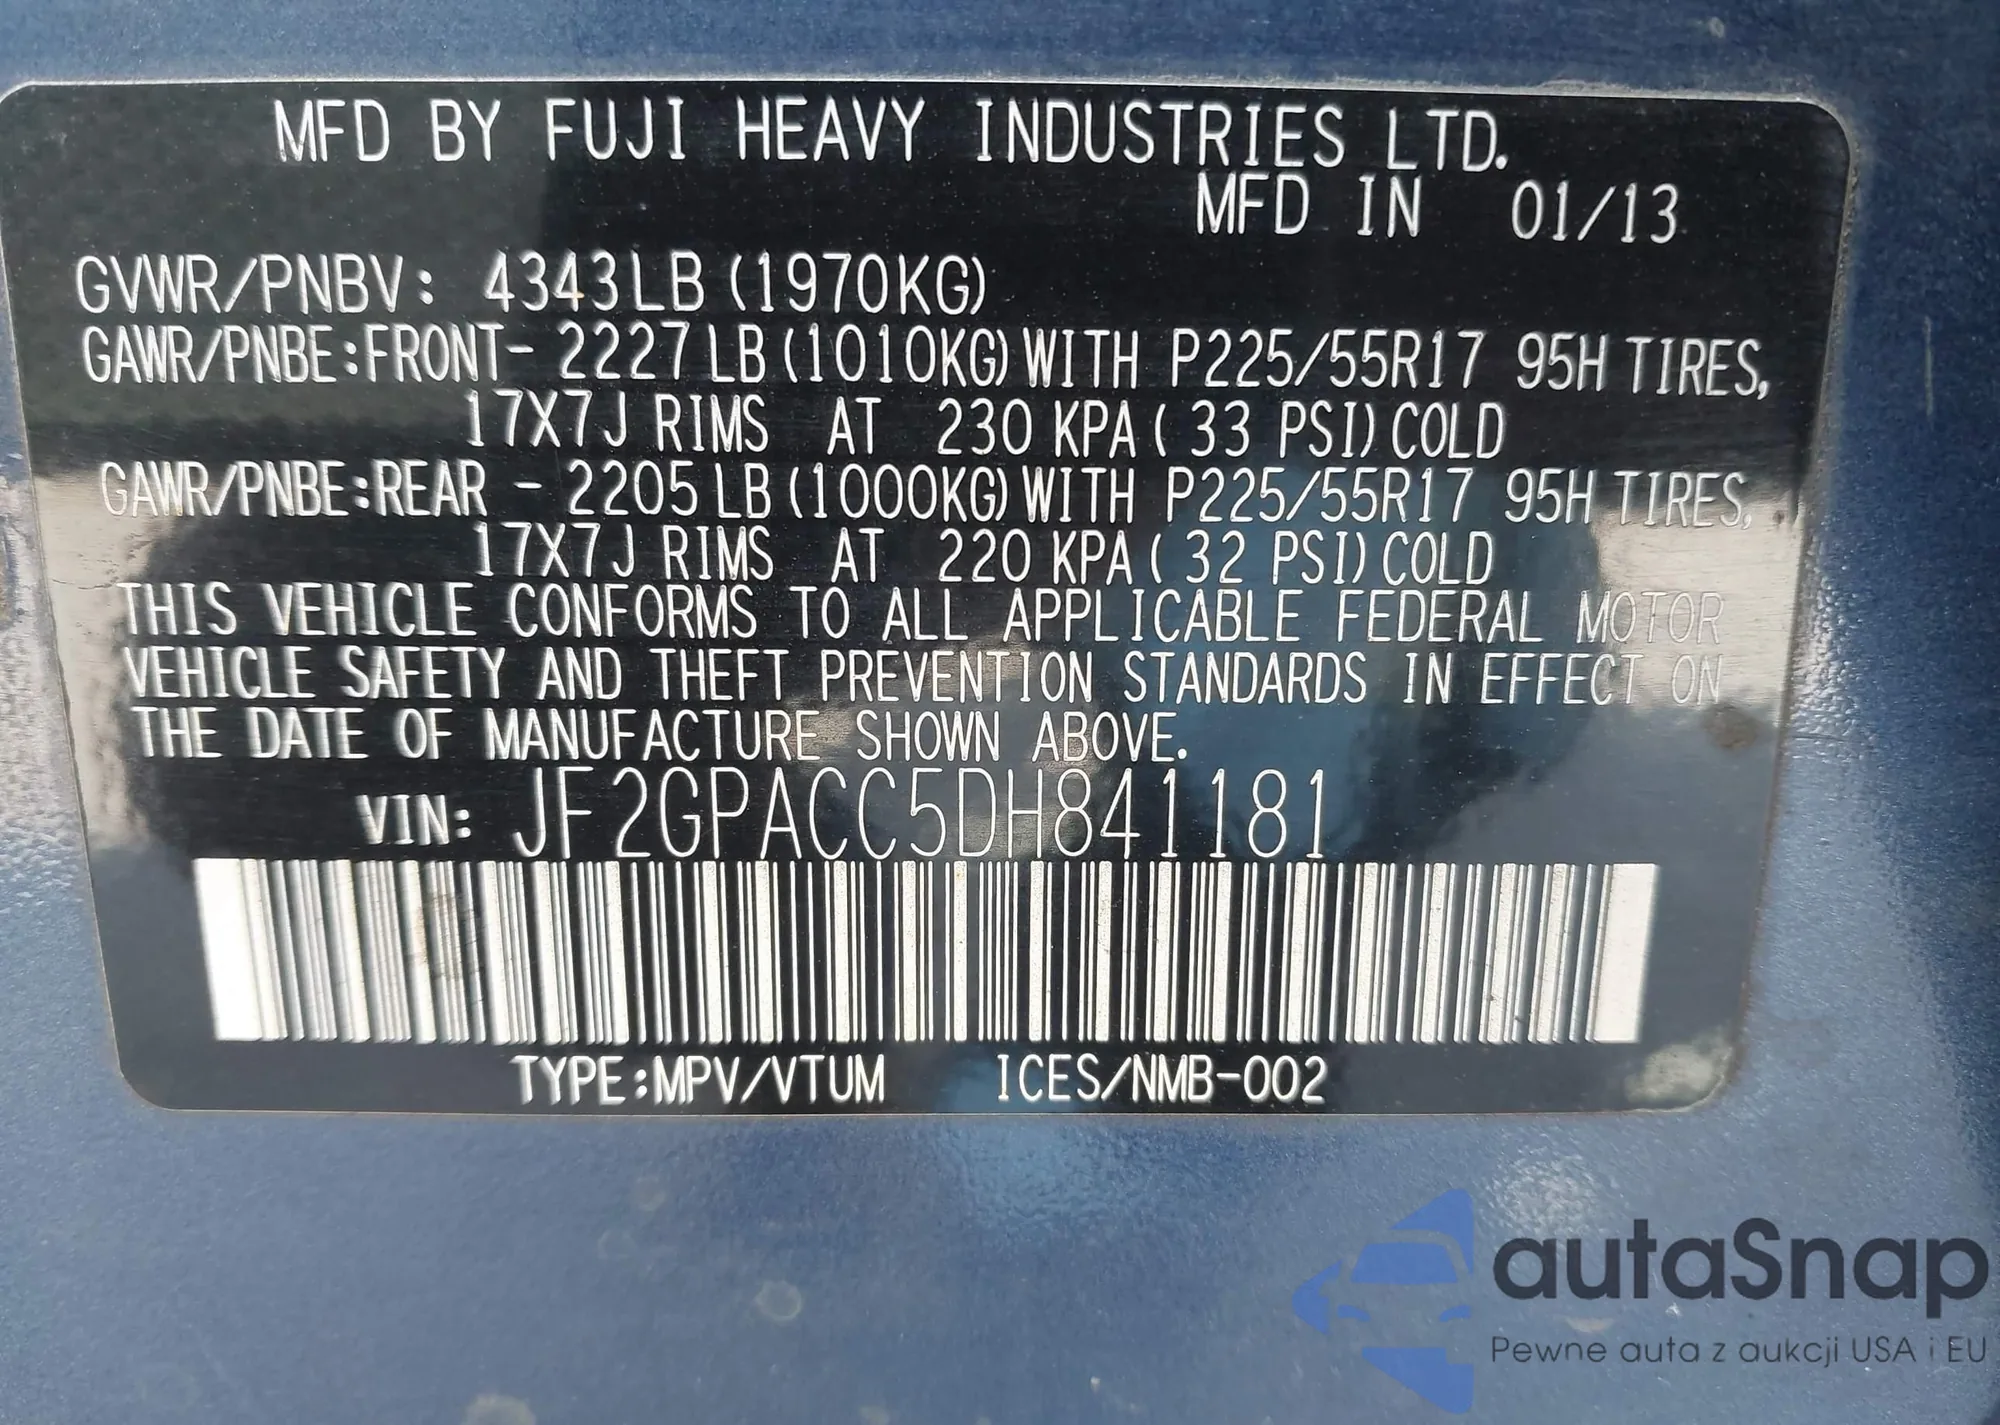 MFD BY FUJI HEAVY INDUSTRIES LTD.
MFD IN 01/13
GVWR/PNBV: 4343LB (1970KG)
GAWR/PNBE:FRONT- 2227 LB (1010KG) WITH P225/55R17 95H TIRES,
17X7J RIMS AT 230 KPA ( 33 PSI) COLD
GAWR/PNBE:REAR - 2205 LB (1000KG) WITH P225/55R17 95H TIRES,
17X7J RIMS AT 220 KPA ( 32 PSI) COLD
THIS VEHICLE CONFORMS TO ALL APPLICABLE FEDERAL MOTOR
VEHICLE SAFETY AND THEFT PREVENTION STANDARDS IN EFFECT ON
THE DATE OF MANUFACTURE SHOWN ABOVE.
VIN: JF2GPACC5DH841181
TYPE:MPV/VTUM ICES/NMB-002
autaSnap
Pewne auta z aukcji USA i EU